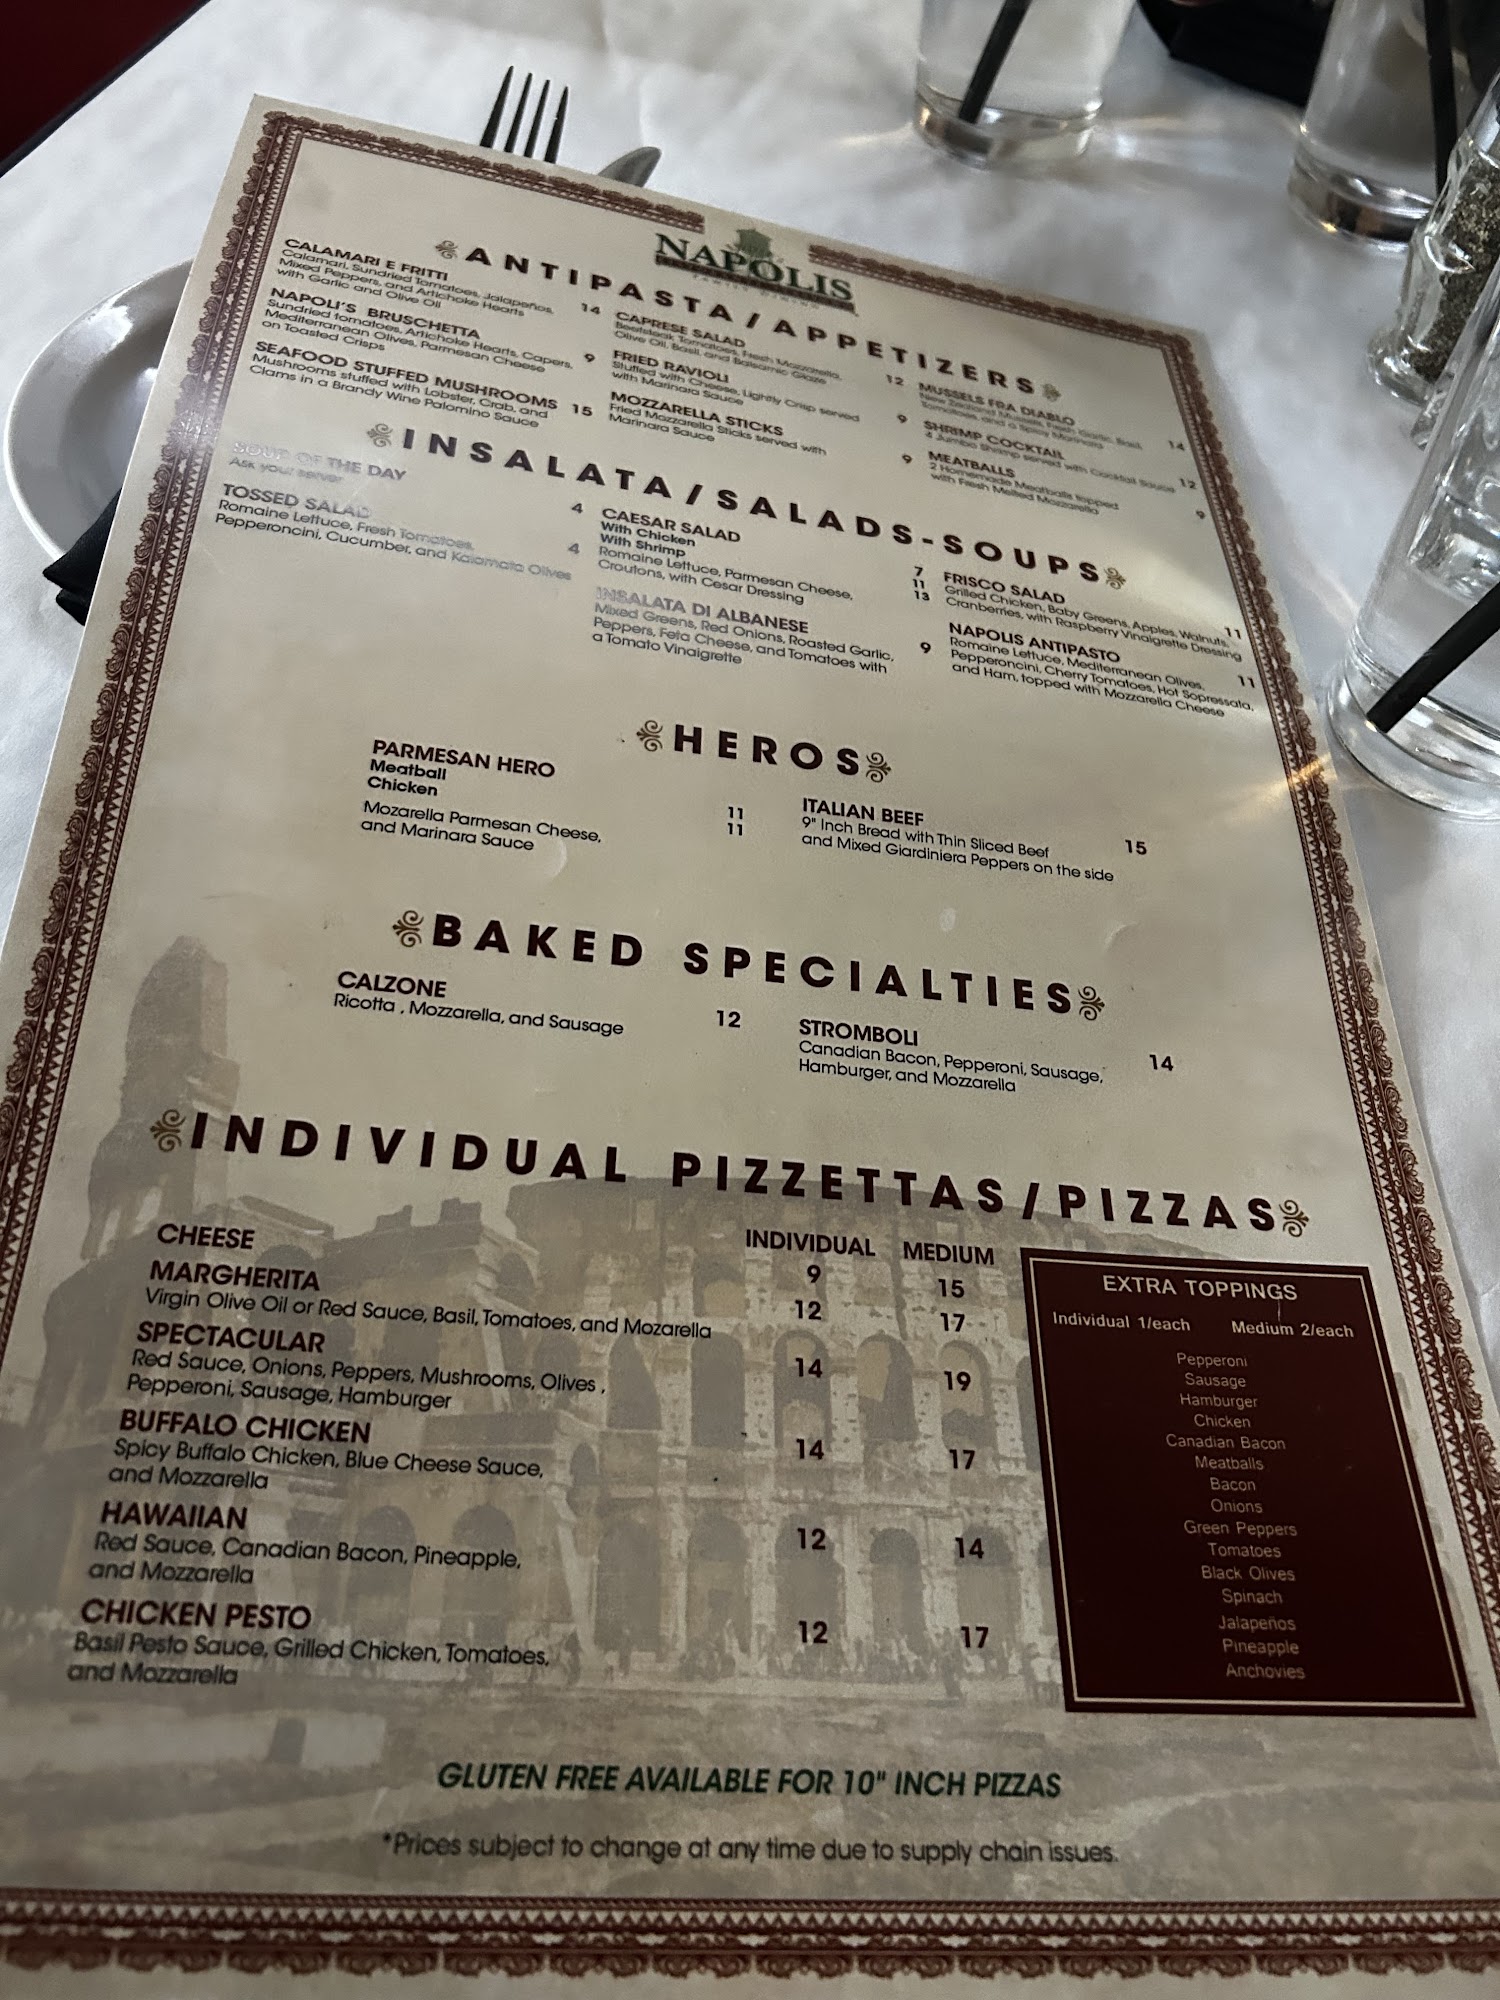 NAPOLIS
ANTIPASTA / APPETIZERS
CALAMARI E FRITTI
Calamari, Sundried Tomatoes, Jalapeños,
Mixed Peppers, and Artichoke Hearts
with Garlic and Olive Oil
14
NAPOLI'S BRUSCHETTA
Sundried tomatoes, Artichoke Hearts, Capers,
Mediterranean Olives, Parmesan Cheese
on Toasted Crisps
9
SEAFOOD STUFFED MUSHROOMS
Mushrooms stuffed with Lobster, Crab, and
Clams in a Brandy Wine Palomino Sauce
15
CAPRESE SALAD
Beefsteak Tomatoes, Fresh Mozzarella,
Olive Oil, Basil, and Balsamic Glaze
12
FRIED RAVIOLI
Stuffed with Cheese, Lightly Crisp served
with Marinara Sauce
9
MOZZARELLA STICKS
Fried Mozzarella Sticks served with
Marinara Sauce
9
MUSSELS FRA DIABLO
New Zealand Mussels, Fresh Garlic, Basil,
Tomatoes, and a Spicy Marinara
14
SHRIMP COCKTAIL
4 Jumbo Shrimp served with Cocktail Sauce
12
MEATBALLS
2 Homemade Meatballs topped
with Fresh Melted Mozzarella
9
INSALATA / SALADS - SOUPS
SOUP OF THE DAY
Ask your server
4
TOSSED SALAD
Romaine Lettuce, Fresh Tomatoes,
Pepperoncini, Cucumber, and Kalamata Olives
4
CAESAR SALAD 7
With Chicken 11
With Shrimp 13
Romaine Lettuce, Parmesan Cheese,
Croutons, with Cesar Dressing
INSALATA DI ALBANESE
Mixed Greens, Red Onions, Roasted Garlic,
Peppers, Feta Cheese, and Tomatoes with
a Tomato Vinaigrette
9
FRISCO SALAD
Grilled Chicken, Baby Greens, Apples, Walnuts,
Cranberries, with Raspberry Vinaigrette Dressing
11
NAPOLIS ANTIPASTO
Romaine Lettuce, Mediterranean Olives,
Pepperoncini, Cherry Tomatoes, Hot Sopressata,
and Ham, topped with Mozzarella Cheese
11
HEROS
PARMESAN HERO
Meatball 11
Chicken 11
Mozarella Parmesan Cheese,
and Marinara Sauce
ITALIAN BEEF
9" Inch Bread with Thin Sliced Beef
and Mixed Giardiniera Peppers on the side
15
BAKED SPECIALTIES
CALZONE
Ricotta , Mozzarella, and Sausage
12
STROMBOLI
Canadian Bacon, Pepperoni, Sausage,
Hamburger, and Mozzarella
14
INDIVIDUAL PIZZETTAS / PIZZAS
INDIVIDUAL MEDIUM
CHEESE 9 15
MARGHERITA 12 17
Virgin Olive Oil or Red Sauce, Basil, Tomatoes, and Mozarella
SPECTACULAR 14 19
Red Sauce, Onions, Peppers, Mushrooms, Olives ,
Pepperoni, Sausage, Hamburger
BUFFALO CHICKEN 14 17
Spicy Buffalo Chicken, Blue Cheese Sauce,
and Mozzarella
HAWAIIAN 12 14
Red Sauce, Canadian Bacon, Pineapple,
and Mozzarella
CHICKEN PESTO 12 17
Basil Pesto Sauce, Grilled Chicken, Tomatoes,
and Mozzarella
EXTRA TOPPINGS
Individual 1/each Medium 2/each
Pepperoni
Sausage
Hamburger
Chicken
Canadian Bacon
Meatballs
Bacon
Onions
Green Peppers
Tomatoes
Black Olives
Spinach
Jalapeños
Pineapple
Anchovies
GLUTEN FREE AVAILABLE FOR 10" INCH PIZZAS
*Prices subject to change at any time due to supply chain issues.